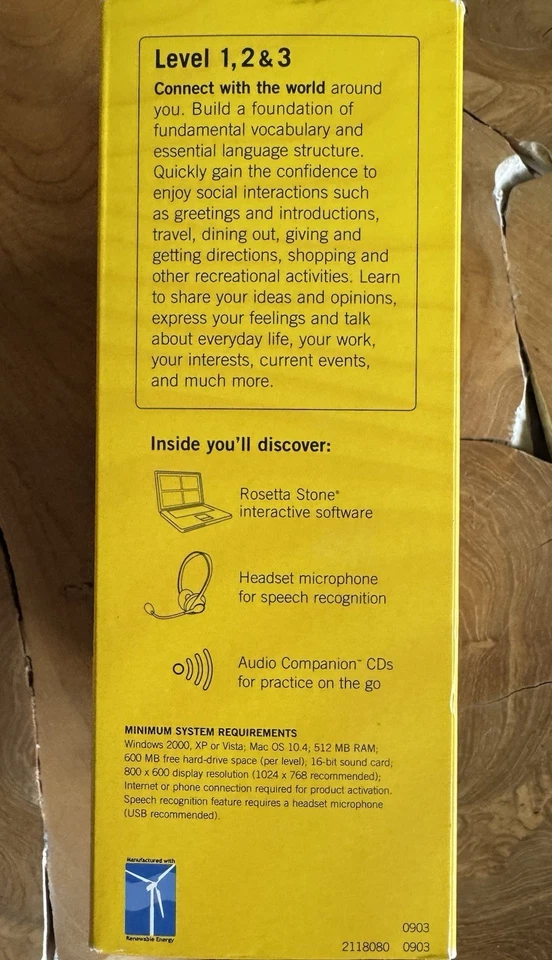 Level 1, 2 & 3
Connect with the world around
you. Build a foundation of
fundamental vocabulary and
essential language structure.
Quickly gain the confidence to
enjoy social interactions such
as greetings and introductions,
travel, dining out, giving and
getting directions, shopping and
other recreational activities. Learn
to share your ideas and opinions,
express your feelings and talk
about everyday life, your work,
your interests, current events,
and much more.
Inside you'll discover:
Rosetta Stone®
interactive software
Headset microphone
for speech recognition
Audio Companion™ CDs
for practice on the go
MINIMUM SYSTEM REQUIREMENTS
Windows 2000, XP or Vista; Mac OS 10.4; 512 MB RAM;
600 MB free hard-drive space (per level); 16-bit sound card;
800 x 600 display resolution (1024 x 768 recommended);
Internet or phone connection required for product activation.
Speech recognition feature requires a headset microphone
(USB recommended).
Manufactured with
Renewable Energy
0903
2118080 0903